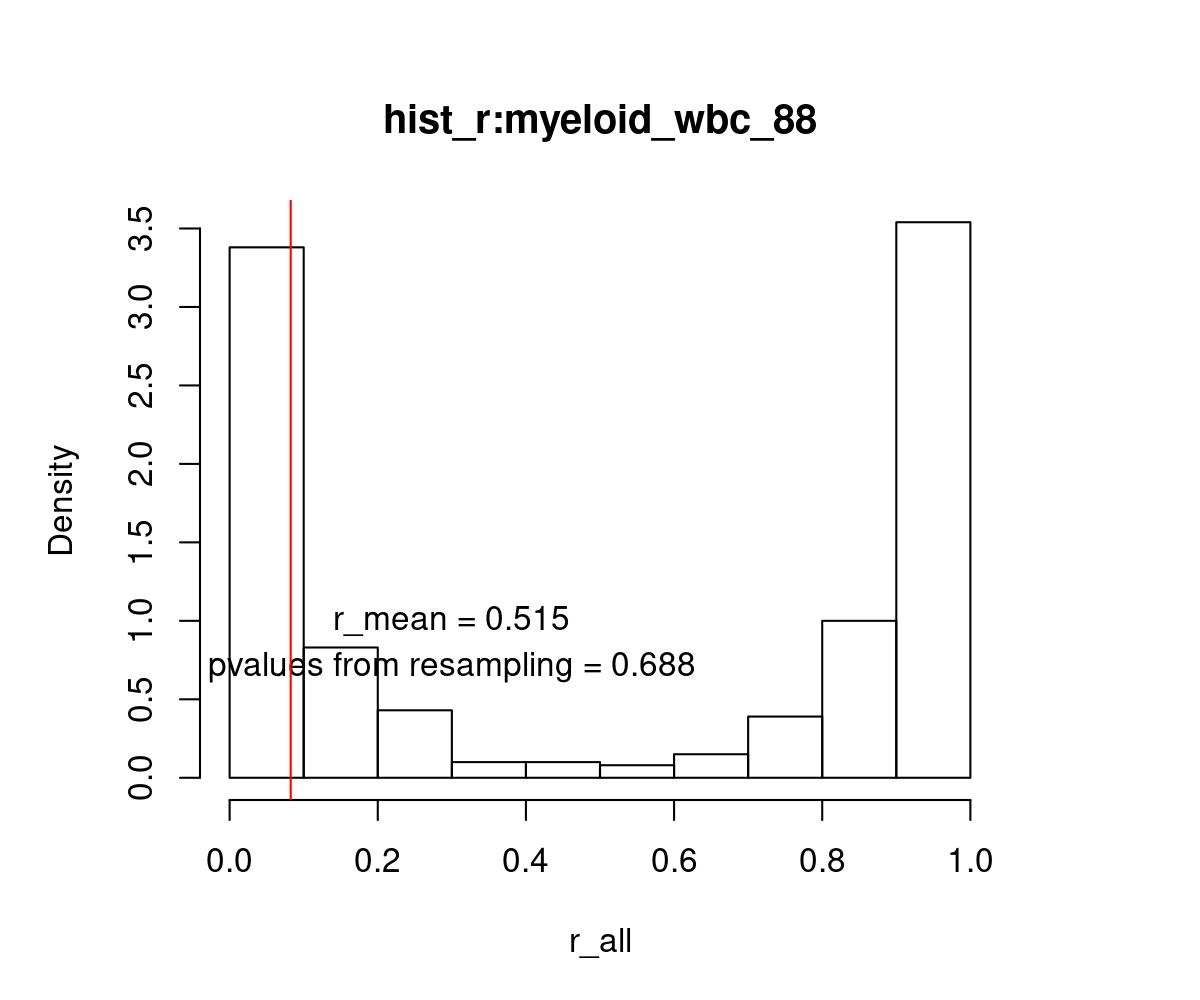 hist_r:myeloid_wbc_88
3.5
3.0
2.5
2.0
1.5
1.0
0.5
0.0
Density
r_mean = 0.515
pvalues from resampling = 0.688
0.0 0.2 0.4 0.6 0.8 1.0
r_all